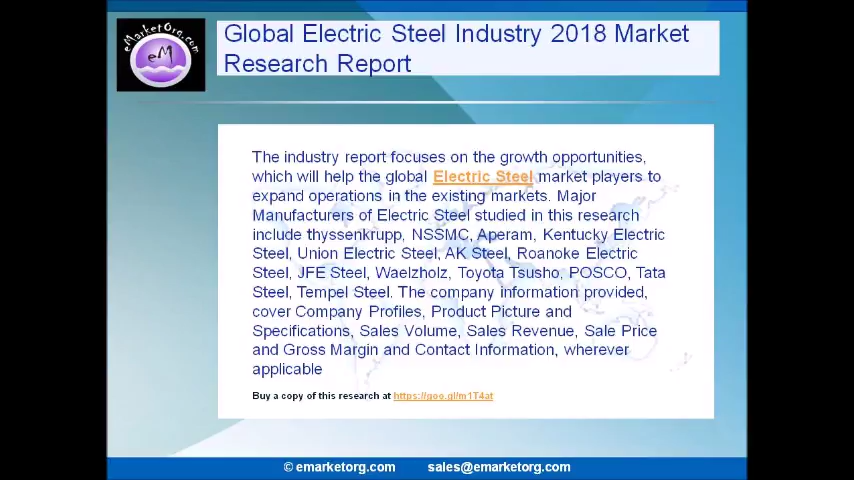 eMarketOrg.com
eM
Global Electric Steel Industry 2018 Market
Research Report
The industry report focuses on the growth opportunities,
which will help the global Electric Steel market players to
expand operations in the existing markets. Major
Manufacturers of Electric Steel studied in this research
include thyssenkrupp, NSSMC, Aperam, Kentucky Electric
Steel, Union Electric Steel, AK Steel, Roanoke Electric
Steel, JFE Steel, Waelzholz, Toyota Tsusho, POSCO, Tata
Steel, Tempel Steel. The company information provided,
cover Company Profiles, Product Picture and
Specifications, Sales Volume, Sales Revenue, Sale Price
and Gross Margin and Contact Information, wherever
applicable
Buy a copy of this research at https://goo.gl/m1T4at
© emarketorg.com sales@emarketorg.com